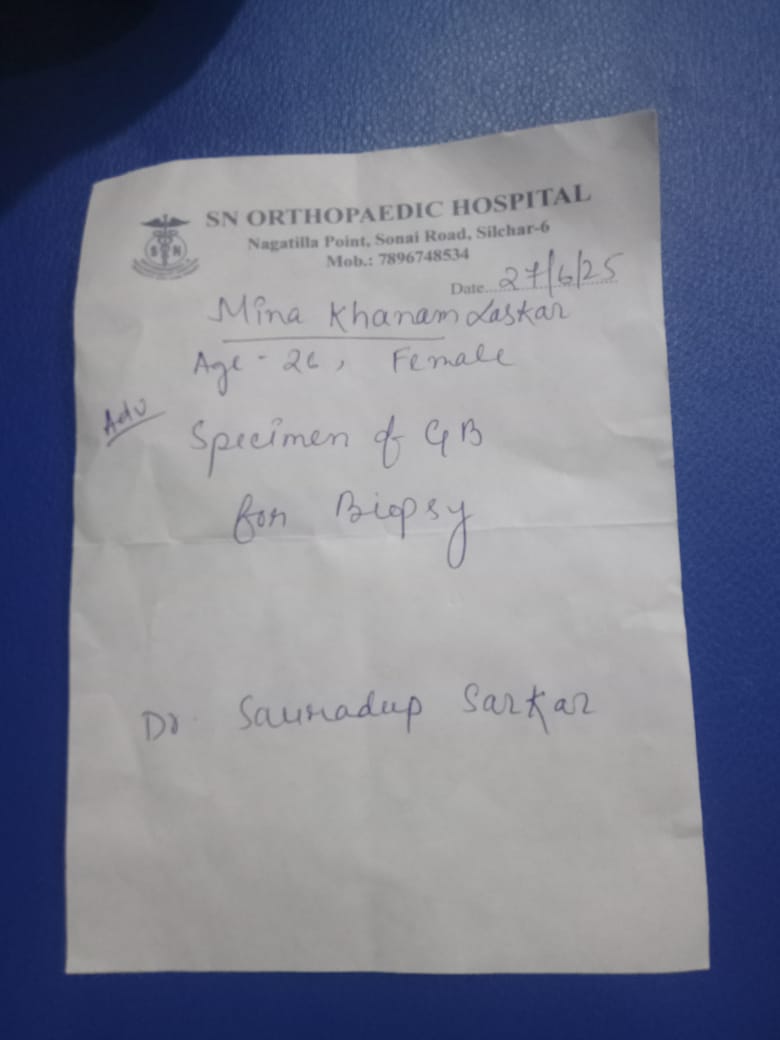 SN ORTHOPAEDIC HOSPITAL
Nagatilla Point, Sonai Road, Silchar-6
Mob.: 7896748534
S N
Date...27/6/25
Mina Khanam Laskar
Age - 26, Female
Adv
Specimen of GB
for Biopsy
Dr. Sauradup Sarkar